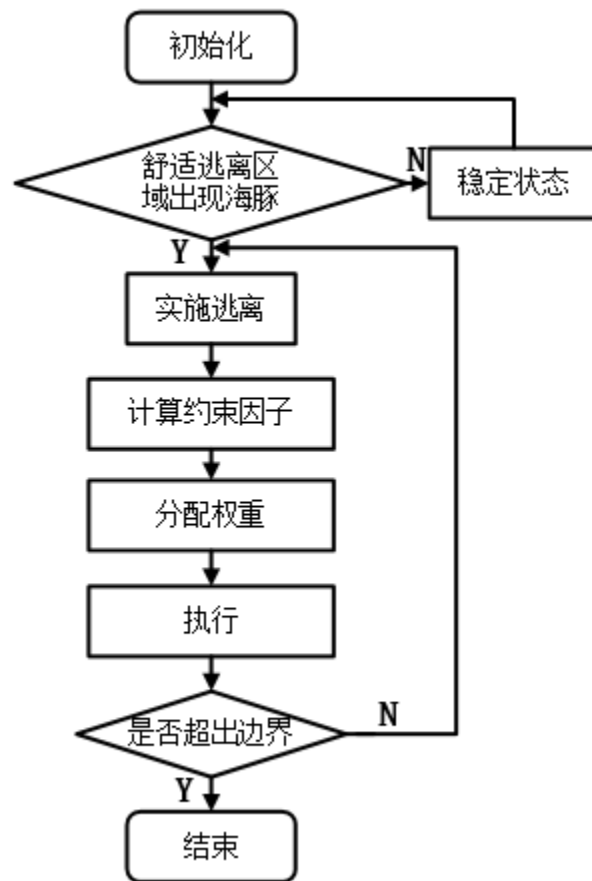 初始化
舒适逃离区
域出现海豚
N
稳定状态
Y
实施逃离
计算约束因子
分配权重
执行
是否超出边界
N
Y
结束